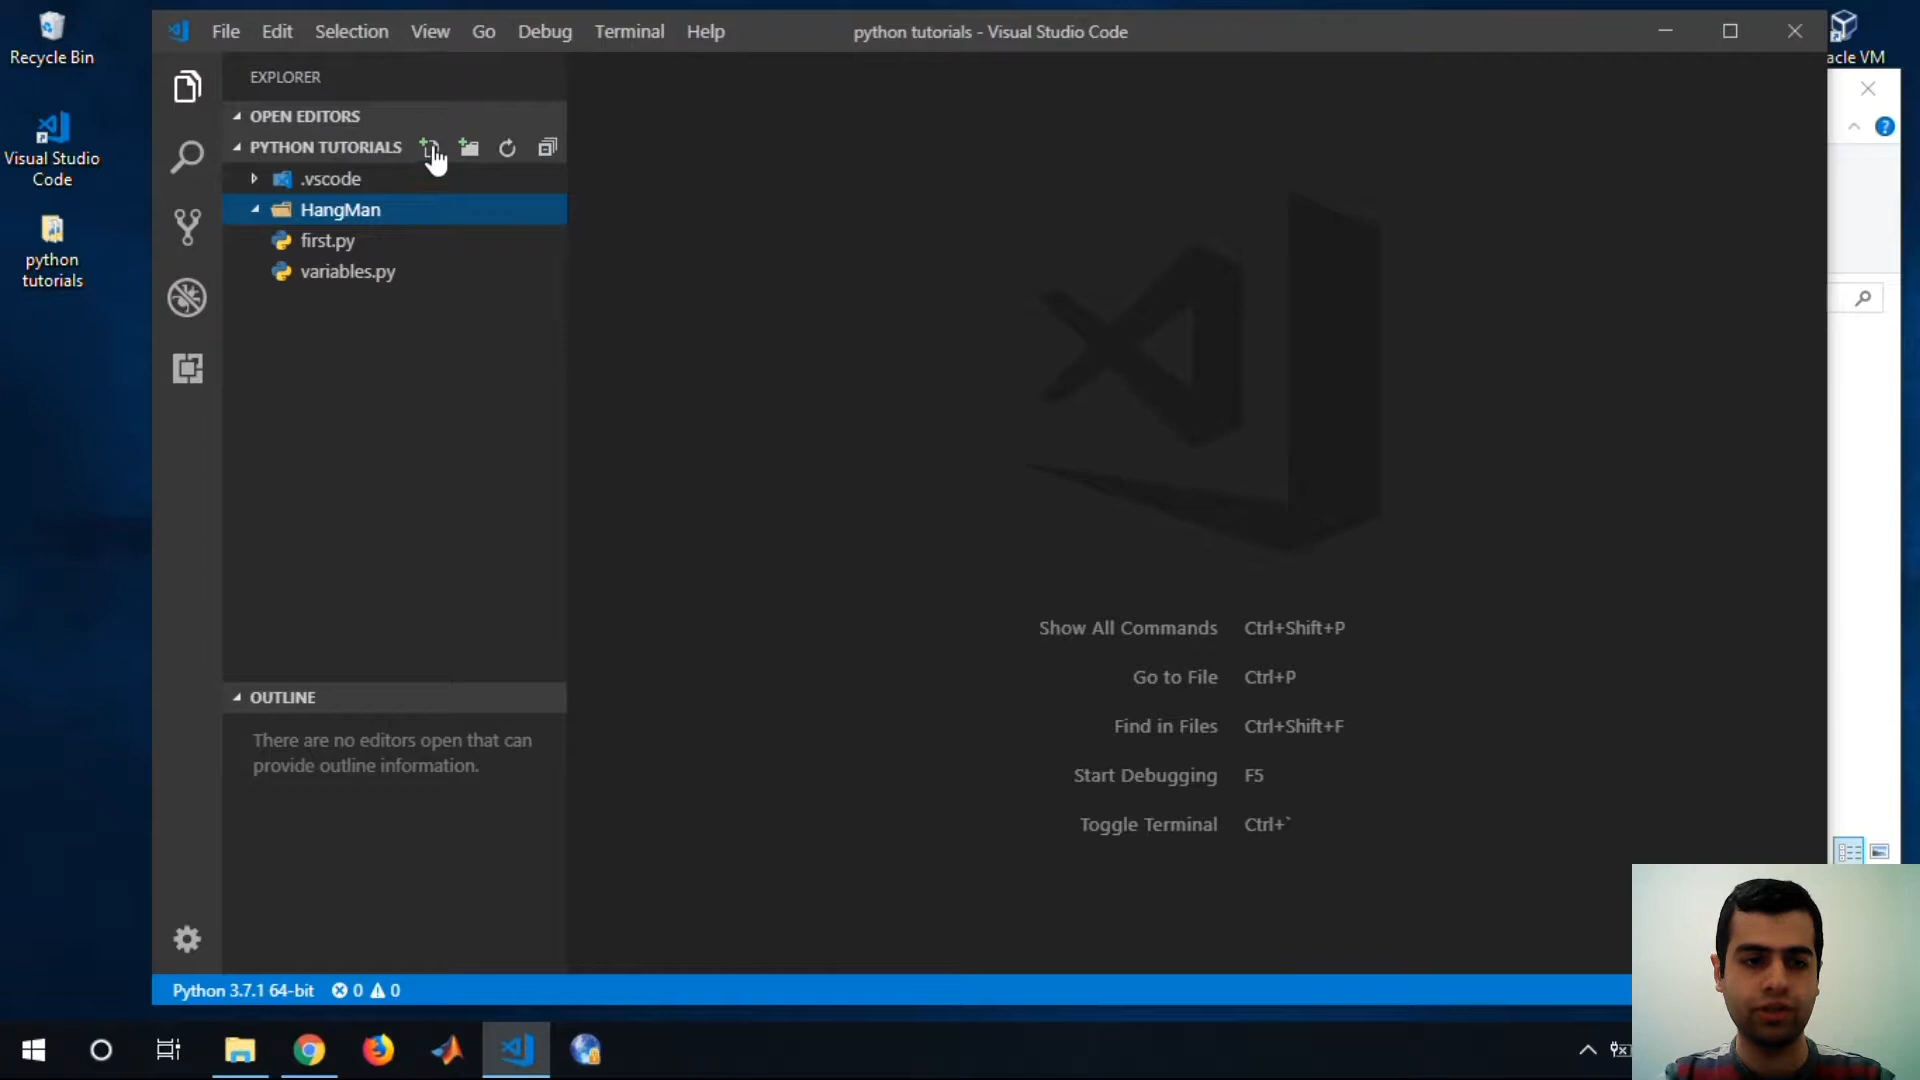 Recycle Bin
Visual Studio
Code
python
tutorials
File Edit Selection View Go Debug Terminal Help
python tutorials - Visual Studio Code
acle VM
EXPLORER
OPEN EDITORS
PYTHON TUTORIALS
.vscode
HangMan
first.py
variables.py
OUTLINE
There are no editors open that can
provide outline information.
Show All Commands Ctrl+Shift+P
Go to File Ctrl+P
Find in Files Ctrl+Shift+F
Start Debugging F5
Toggle Terminal Ctrl+`
Python 3.7.1 64-bit 0 0